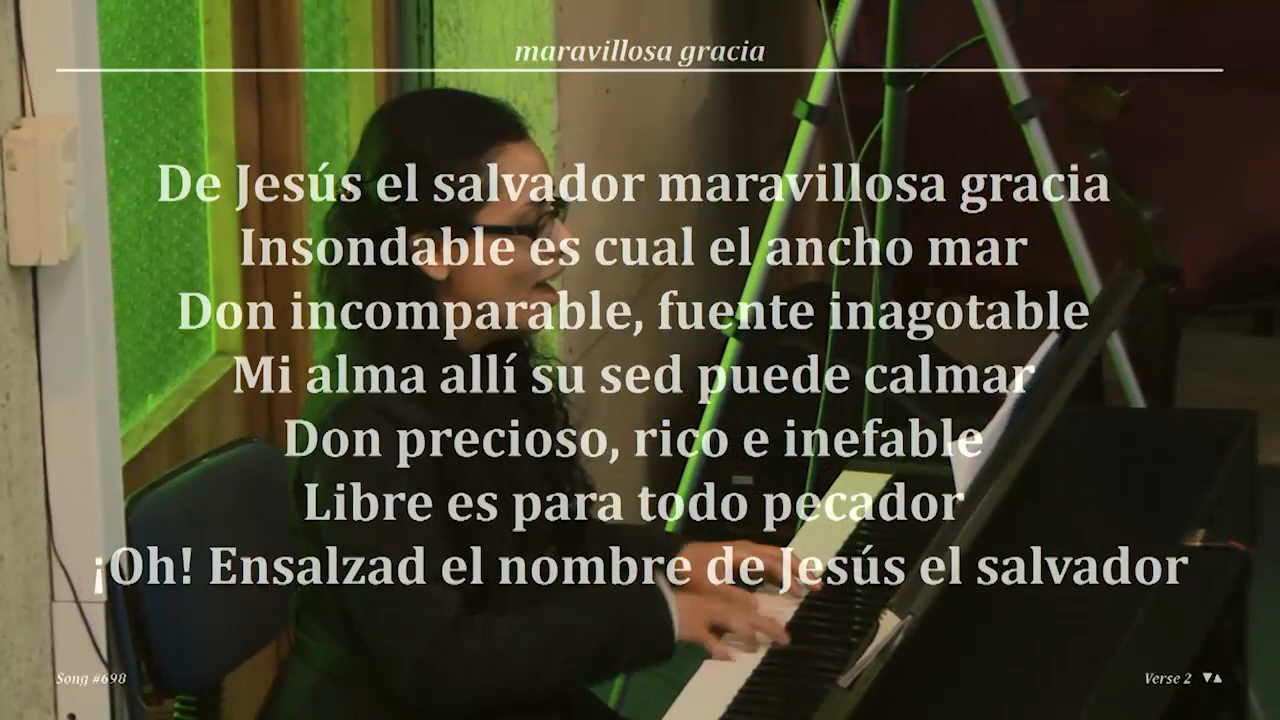 maravillosa gracia
De Jesús el salvador maravillosa gracia
Insondable es cual el ancho mar
Don incomparable, fuente inagotable
Mi alma allí su sed puede calmar
Don precioso, rico e inefable
Libre es para todo pecador
¡Oh! Ensalzad el nombre de Jesús el salvador
Song #698
Verse 2 ▼▲